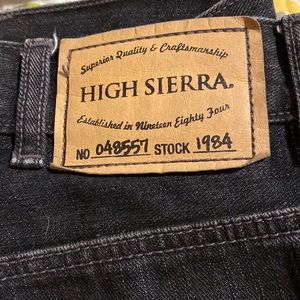 Superior Quality & Craftsmanship
HIGH SIERRA.
Established in Nineteen Eighty Four
NO 048557 STOCK 1984